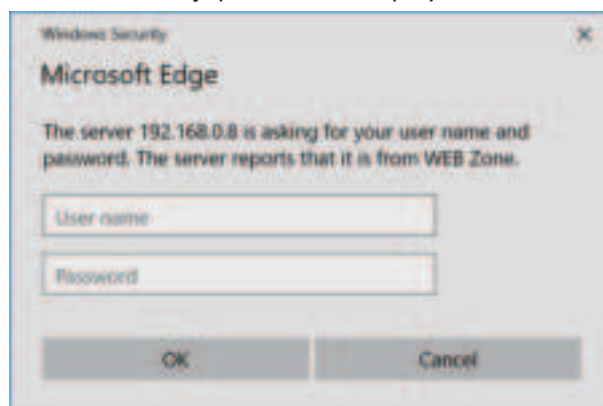 Windows Security
Microsoft Edge
The server 192.168.0.8 is asking for your user name and
password. The server reports that it is from WEB Zone.
User name
Password
OK
Cancel